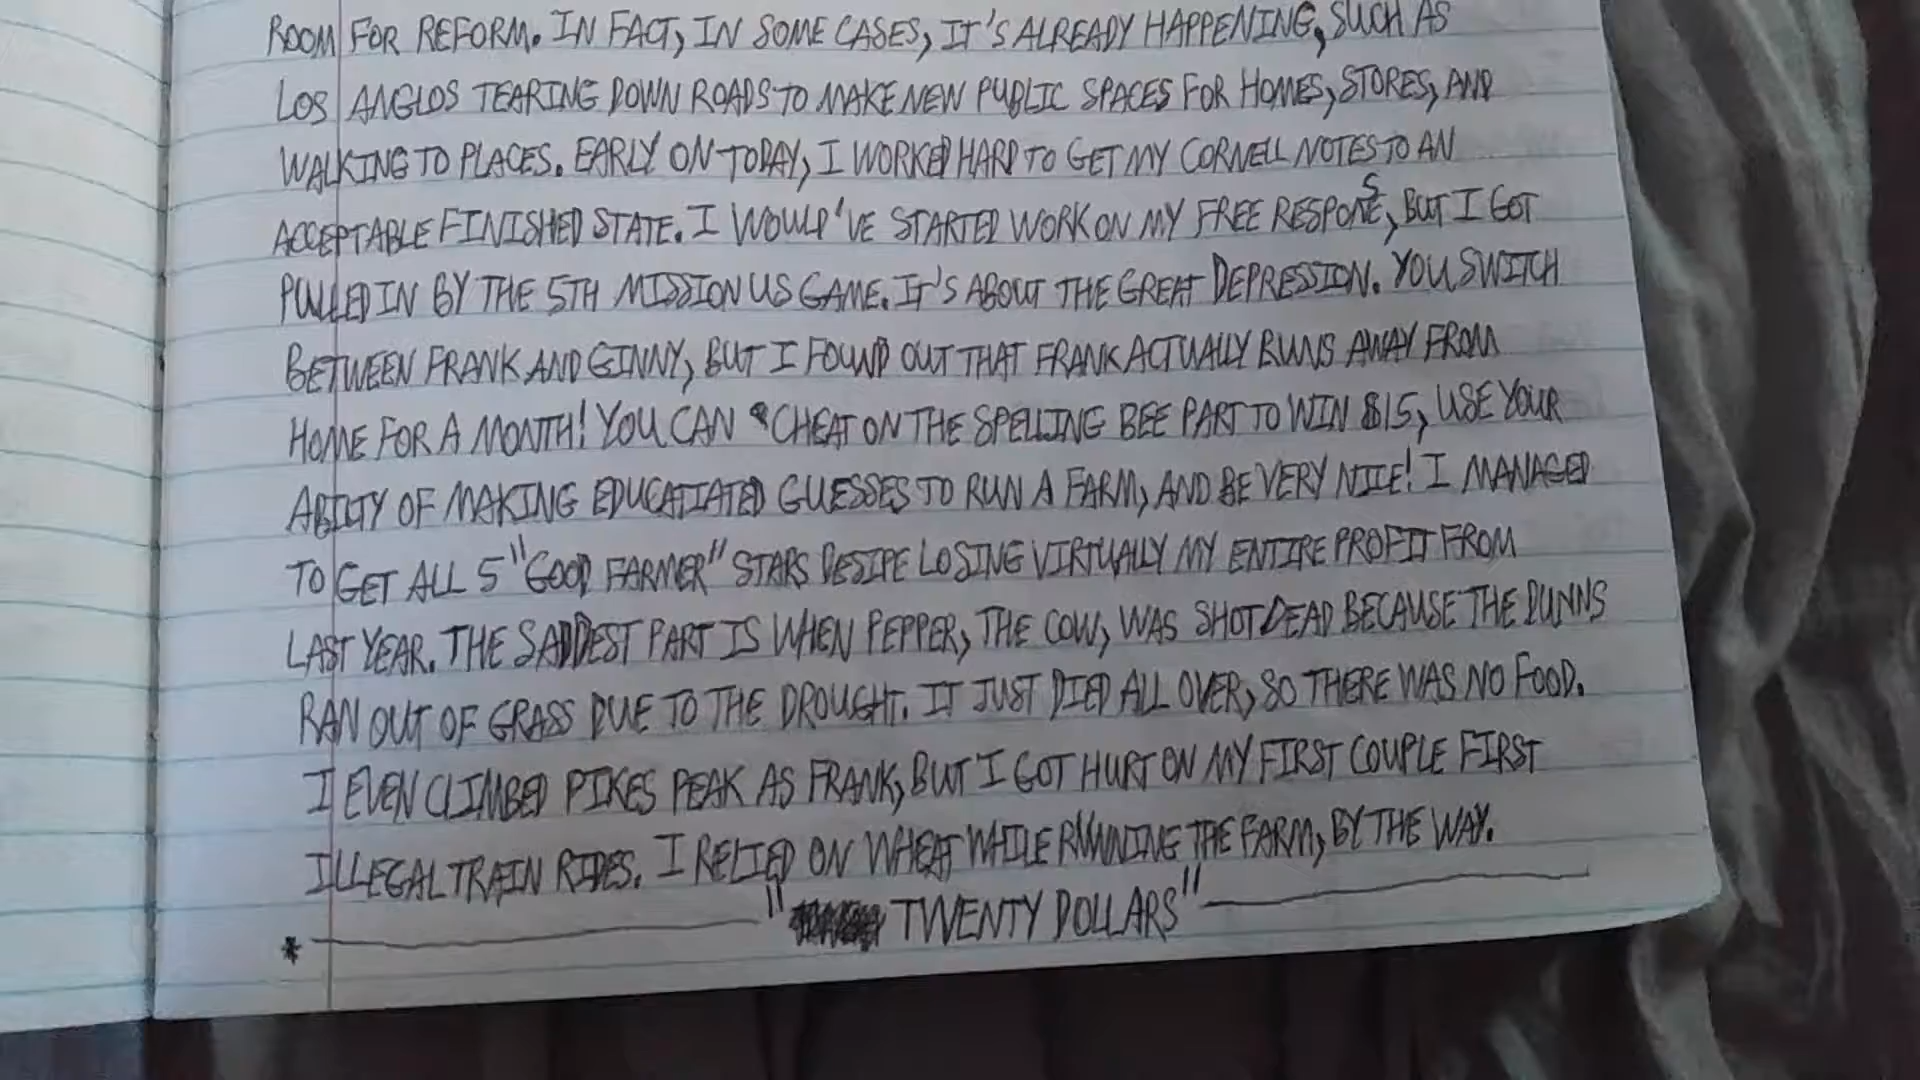 ROOM FOR REFORM. IN FACT, IN SOME CASES, IT'S ALREADY HAPPENING, SUCH AS
LOS ANGLOS TEARING DOWN ROADS TO MAKE NEW PUBLIC SPACES FOR HOMES, STORES, AND
WALKING TO PLACES. EARLY ON TODAY, I WORKED HARD TO GET MY CORNELL NOTES TO AN
ACCEPTABLE FINISHED STATE. I WOULD'VE STARTED WORK ON MY FREE RESPONSE, BUT I GOT
PULLED IN BY THE 5TH MISSION US GAME. IT'S ABOUT THE GREAT DEPRESSION. YOU SWITCH
BETWEEN FRANK AND GINNY, BUT I FOUND OUT THAT FRANK ACTUALLY RUNS AWAY FROM
HOME FOR A MONTH! YOU CAN CHEAT ON THE SPELLING BEE PART TO WIN $15, USE YOUR
ABILTY OF MAKING EDUCATIATED GUESSES TO RUN A FARM, AND BE VERY NICE! I MANAGED
TO GET ALL 5 "GOOD FARMER" STARS DESIPE LOSING VIRTUALLY MY ENTIRE PROFIT FROM
LAST YEAR. THE SADDEST PART IS WHEN PEPPER, THE COW, WAS SHOT DEAD BECAUSE THE DUNNS
RAN OUT OF GRASS DUE TO THE DROUGHT. IT JUST DIED ALL OVER, SO THERE WAS NO FOOD.
I EVEN CLIMBED PIKES PEAK AS FRANK, BUT I GOT HURT ON MY FIRST COUPLE FIRST
ILLEGAL TRAIN RIDES. I RELIED ON WHEAT WHILE RUNNING THE FARM, BY THE WAY.
* "TWENTY DOLLARS"